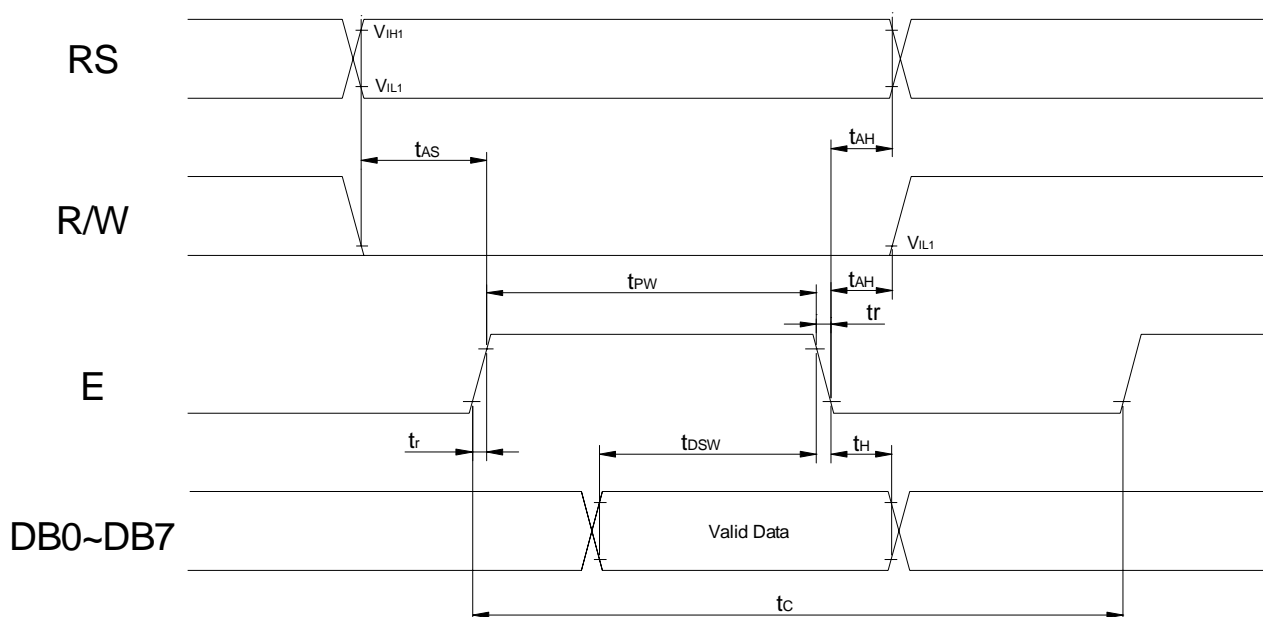 RS
VIH1
VIL1
tAS
tAH
R/W
VIL1
tPW
tAH
tr
E
tr
tDSW
tH
DB0~DB7
Valid Data
tC